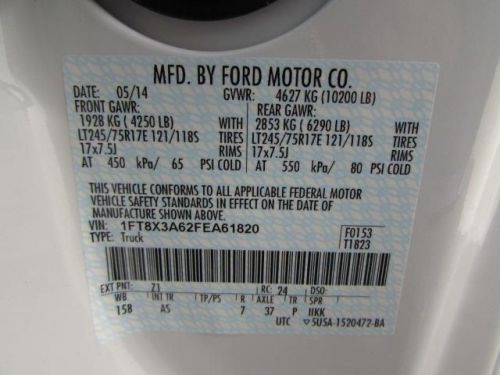 MFD. BY FORD MOTOR CO.
DATE: 05/14 GVWR: 4627 KG (10200 LB)
FRONT GAWR: REAR GAWR:
1928 KG ( 4250 LB) WITH 2853 KG ( 6290 LB) WITH
LT245/75R17E 121/118S TIRES LT245/75R17E 121/118S TIRES
17x7.5J RIMS 17x7.5J RIMS
AT 450 kPa/ 65 PSI COLD AT 550 kPa/ 80 PSI COLD
THIS VEHICLE CONFORMS TO ALL APPLICABLE FEDERAL MOTOR
VEHICLE SAFETY STANDARDS IN EFFECT ON THE DATE OF
MANUFACTURE SHOWN ABOVE.
VIN: 1FT8X3A62FEA61820 F0153
TYPE: Truck T1823
EXT PNT: Z1 RC: 24 DSO:
WB INT TR TP/PS R AXLE TR SPR
158 AS 7 37 P IIKK
UTC 5U5A-1520472-BA